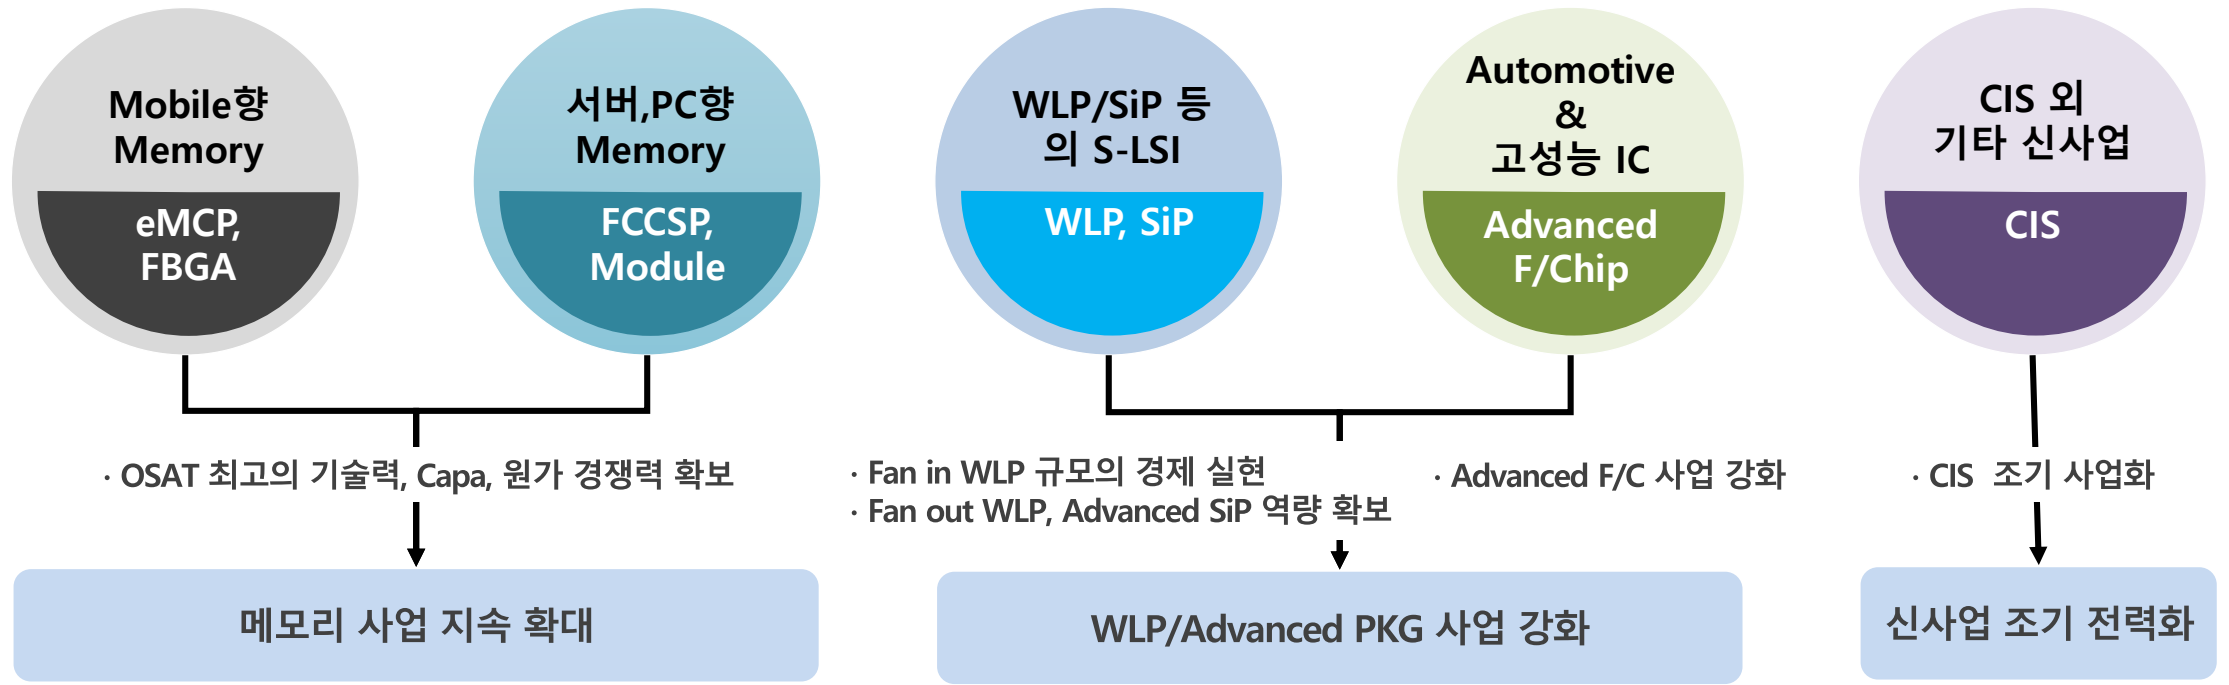 Mobile향
Memory
eMCP,
FBGA
서버,PC향
Memory
FCCSP,
Module
WLP/SiP 등
의 S-LSI
WLP, SiP
Automotive
&
고성능 IC
Advanced
F/Chip
CIS 외
기타 신사업
CIS
· OSAT 최고의 기술력, Capa, 원가 경쟁력 확보
· Fan in WLP 규모의 경제 실현
· Fan out WLP, Advanced SiP 역량 확보
· Advanced F/C 사업 강화
· CIS 조기 사업화
메모리 사업 지속 확대
WLP/Advanced PKG 사업 강화
신사업 조기 전력화